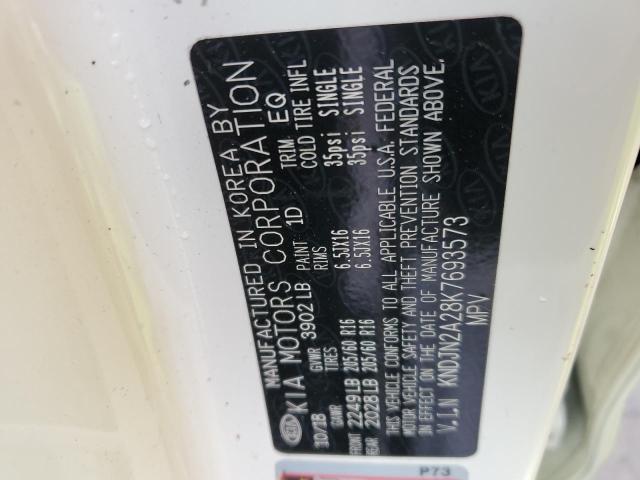 MANUFACTURED IN KOREA BY
KIA KIA MOTORS CORPORATION
10/18 3902LB PAINT 1D TRIM EQ
GVWR
GAWR TIRES RIMS COLD TIRE INFL
FRONT 2249LB 205/60 R16 6.5JX16 35psi SINGLE
REAR 2028LB 205/60 R16 6.5JX16 35psi SINGLE
THIS VEHICLE CONFORMS TO ALL APPLICABLE U.S.A. FEDERAL
MOTOR VEHICLE SAFETY AND THEFT PREVENTION STANDARDS
IN EFFECT ON THE DATE OF MANUFACTURE SHOWN ABOVE.
V.I.N KNDJN2A28K7693573
MPV
P73